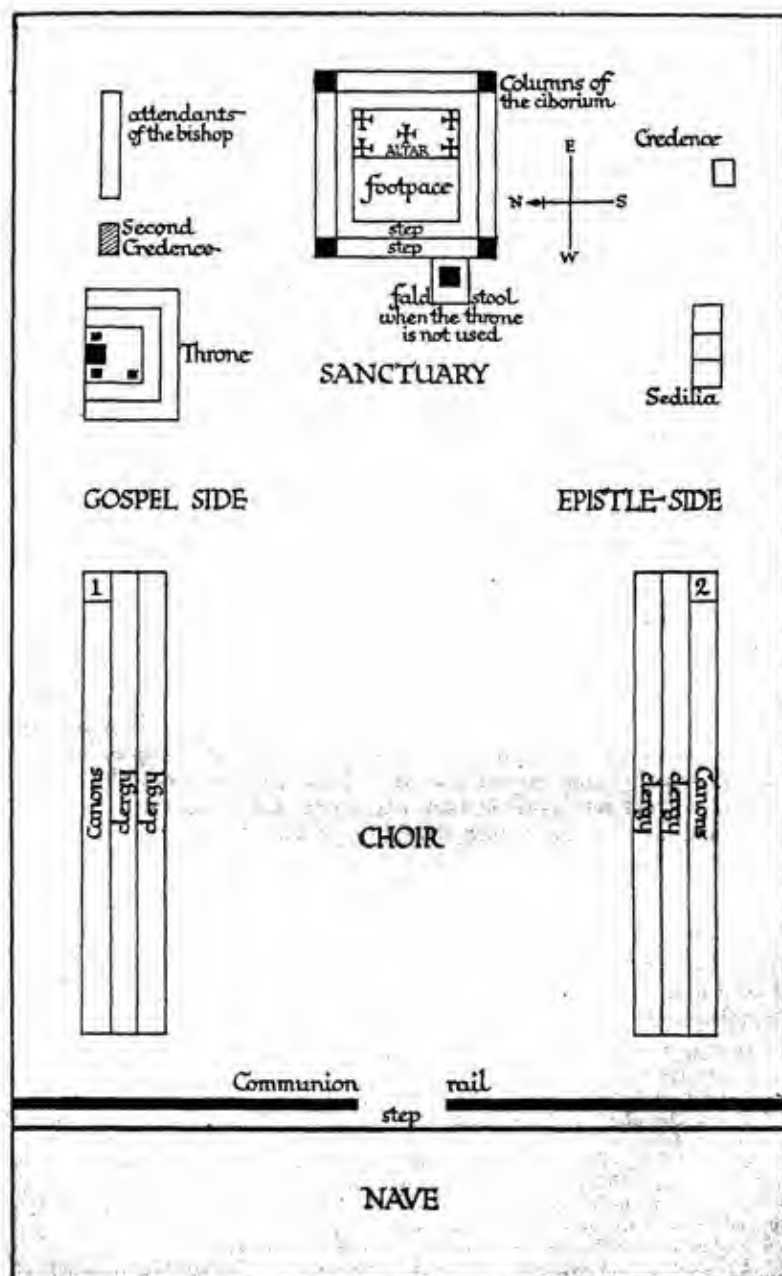 attendants
of the bishop
Columns of
the ciborium
ALTAR
footpace
step
step
E
N
S
W
Credence
Second
Credence
fald stool
when the throne
is not used
Throne
SANCTUARY
Sedilia
GOSPEL SIDE
EPISTLE-SIDE
1
2
canons
clergy
clergy
CHOIR
clergy
clergy
Canons
Communion rail
step
NAVE